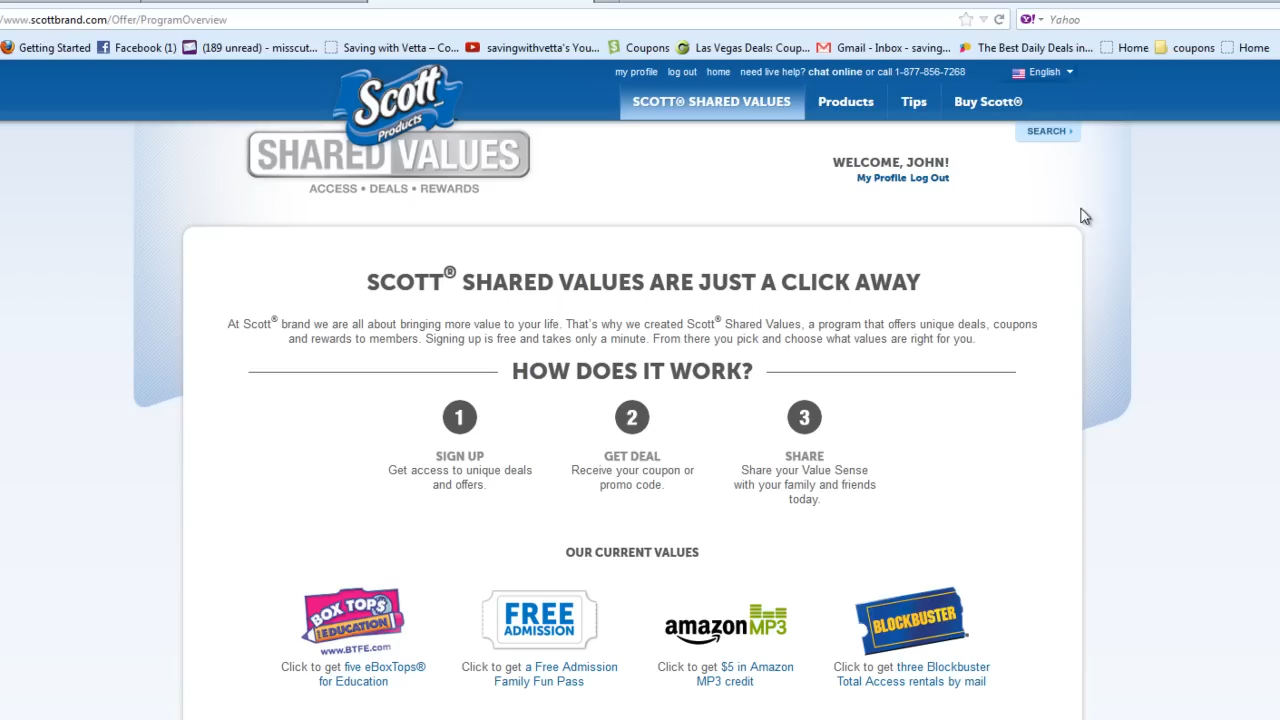 /www.scottbrand.com/Offer/ProgramOverview
Y! Yahoo
Getting Started Facebook (1) (189 unread) - misscut... Saving with Vetta – Co... savingwithvetta's You... Coupons Las Vegas Deals: Coup... Gmail - Inbox - saving... The Best Daily Deals in... Home coupons Home
my profile log out home need live help? chat online or call 1-877-856-7268 English
Scott
Products
SCOTT® SHARED VALUES Products Tips Buy Scott®
SEARCH
SHARED VALUES
ACCESS • DEALS • REWARDS
WELCOME, JOHN!
My Profile Log Out
SCOTT® SHARED VALUES ARE JUST A CLICK AWAY
At Scott® brand we are all about bringing more value to your life. That's why we created Scott® Shared Values, a program that offers unique deals, coupons
and rewards to members. Signing up is free and takes only a minute. From there you pick and choose what values are right for you.
HOW DOES IT WORK?
1 2 3
SIGN UP
Get access to unique deals
and offers.
GET DEAL
Receive your coupon or
promo code.
SHARE
Share your Value Sense
with your family and friends
today.
OUR CURRENT VALUES
BOX TOPS
FOR EDUCATION
www.BTFE.com
Click to get five eBoxTops®
for Education
FREE
ADMISSION
Click to get a Free Admission
Family Fun Pass
amazonMP3
Click to get $5 in Amazon
MP3 credit
BLOCKBUSTER
Click to get three Blockbuster
Total Access rentals by mail